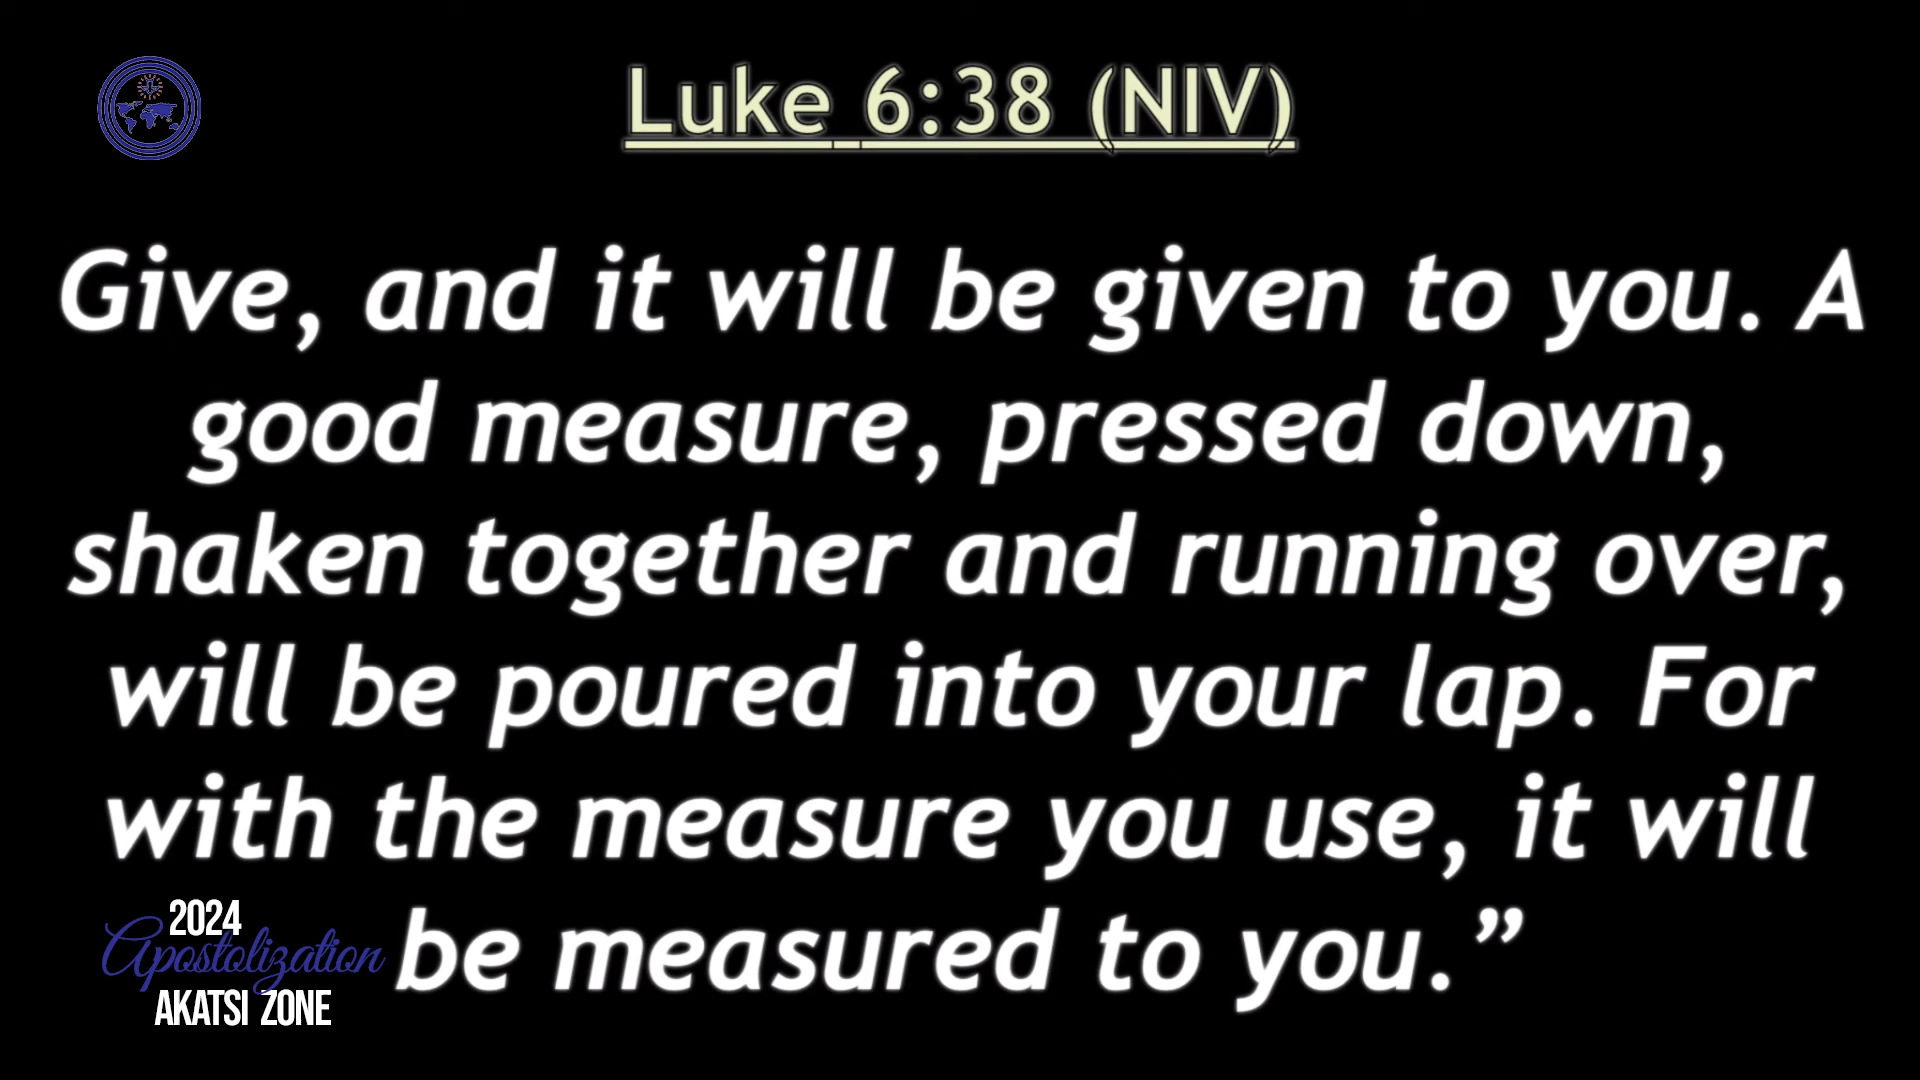 Luke 6:38 (NIV)
Give, and it will be given to you. A
good measure, pressed down,
shaken together and running over,
will be poured into your lap. For
with the measure you use, it will
be measured to you.”
2024
Apostolization
AKATSI ZONE